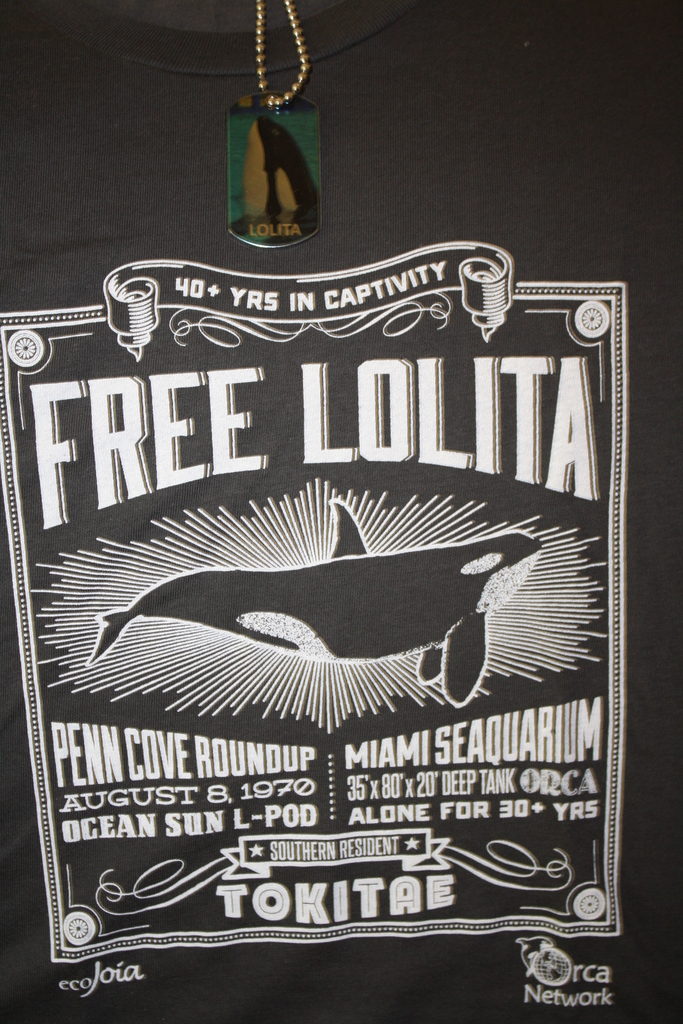 LOLITA
40+ YRS IN CAPTIVITY
FREE LOLITA
PENN COVE ROUNDUP
AUGUST 8, 1970
OCEAN SUN L-POD
MIAMI SEAQUARIUM
35'x 80'x 20' DEEP TANK ORCA
ALONE FOR 30+ YRS
★ SOUTHERN RESIDENT ★
TOKITAE
ecoJoia
Orca
Network